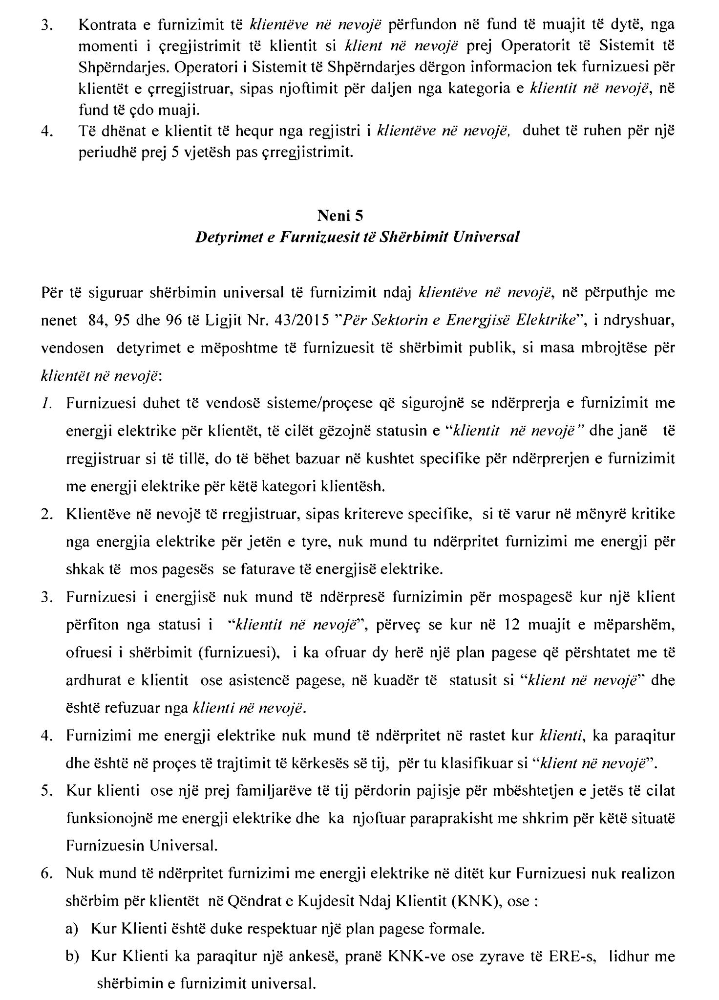 3. Kontrata e furnizimit të klientëve në nevojë përfundon në fund të muajit të dytë, nga
momenti i çregjistrimit të klientit si klient në nevojë prej Operatorit të Sistemit të
Shpërndarjes. Operatori i Sistemit të Shpërndarjes dërgon informacion tek furnizuesi për
klientët e çrregjistruar, sipas njoftimit për daljen nga kategoria e klientit në nevojë, në
fund të çdo muaji.
4. Të dhënat e klientit të hequr nga regjistri i klientëve në nevojë, duhet të ruhen për një
periudhë prej 5 vjetësh pas çrregjistrimit.
Neni 5
Detyrimet e Furnizuesit të Shërbimit Universal
Për të siguruar shërbimin universal të furnizimit ndaj klientëve në nevojë, në përputhje me
nenet 84, 95 dhe 96 të Ligjit Nr. 43/2015 ”Për Sektorin e Energjisë Elektrike”, i ndryshuar,
vendosen detyrimet e mëposhtme të furnizuesit të shërbimit publik, si masa mbrojtëse për
klientët në nevojë:
1. Furnizuesi duhet të vendosë sisteme/proçese që sigurojnë se ndërprerja e furnizimit me
energji elektrike për klientët, të cilët gëzojnë statusin e “klientit në nevojë” dhe janë të
rregjistruar si të tillë, do të bëhet bazuar në kushtet specifike për ndërprerjen e furnizimit
me energji elektrike për këtë kategori klientësh.
2. Klientëve në nevojë të rregjistruar, sipas kritereve specifike, si të varur në mënyrë kritike
nga energjia elektrike për jetën e tyre, nuk mund tu ndërpritet furnizimi me energji për
shkak të mos pagesës se faturave të energjisë elektrike.
3. Furnizuesi i energjisë nuk mund të ndërpresë furnizimin për mospagesë kur një klient
përfiton nga statusi i “klientit në nevojë”, përveç se kur në 12 muajit e mëparshëm,
ofruesi i shërbimit (furnizuesi), i ka ofruar dy herë një plan pagese që përshtatet me të
ardhurat e klientit ose asistencë pagese, në kuadër të statusit si “klient në nevojë” dhe
është refuzuar nga klienti në nevojë.
4. Furnizimi me energji elektrike nuk mund të ndërpritet në rastet kur klienti, ka paraqitur
dhe është në proçes të trajtimit të kërkesës së tij, për tu klasifikuar si “klient në nevojë”.
5. Kur klienti ose një prej familjarëve të tij përdorin pajisje për mbështetjen e jetës të cilat
funksionojnë me energji elektrike dhe ka njoftuar paraprakisht me shkrim për këtë situatë
Furnizuesin Universal.
6. Nuk mund të ndërpritet furnizimi me energji elektrike në ditët kur Furnizuesi nuk realizon
shërbim për klientët në Qëndrat e Kujdesit Ndaj Klientit (KNK), ose :
a) Kur Klienti është duke respektuar një plan pagese formale.
b) Kur Klienti ka paraqitur një ankesë, pranë KNK-ve ose zyrave të ERE-s, lidhur me
shërbimin e furnizimit universal.